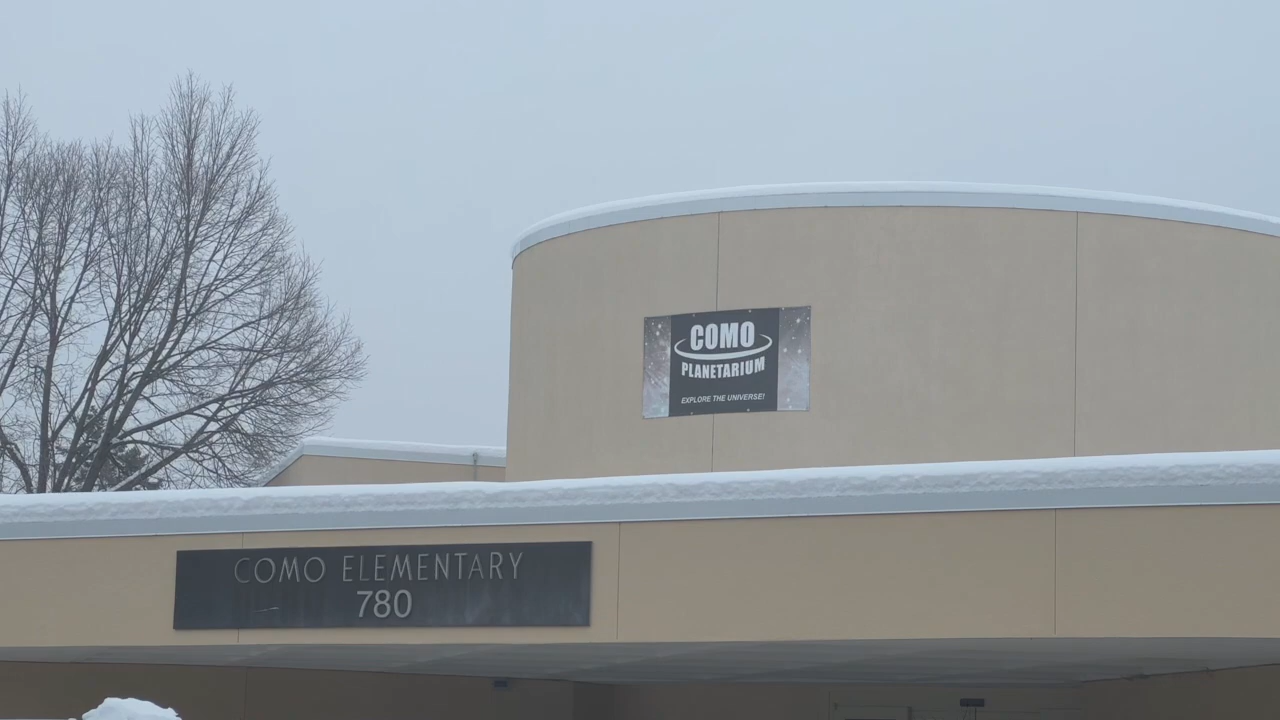 COMO
PLANETARIUM
EXPLORE THE UNIVERSE!
COMO ELEMENTARY
780